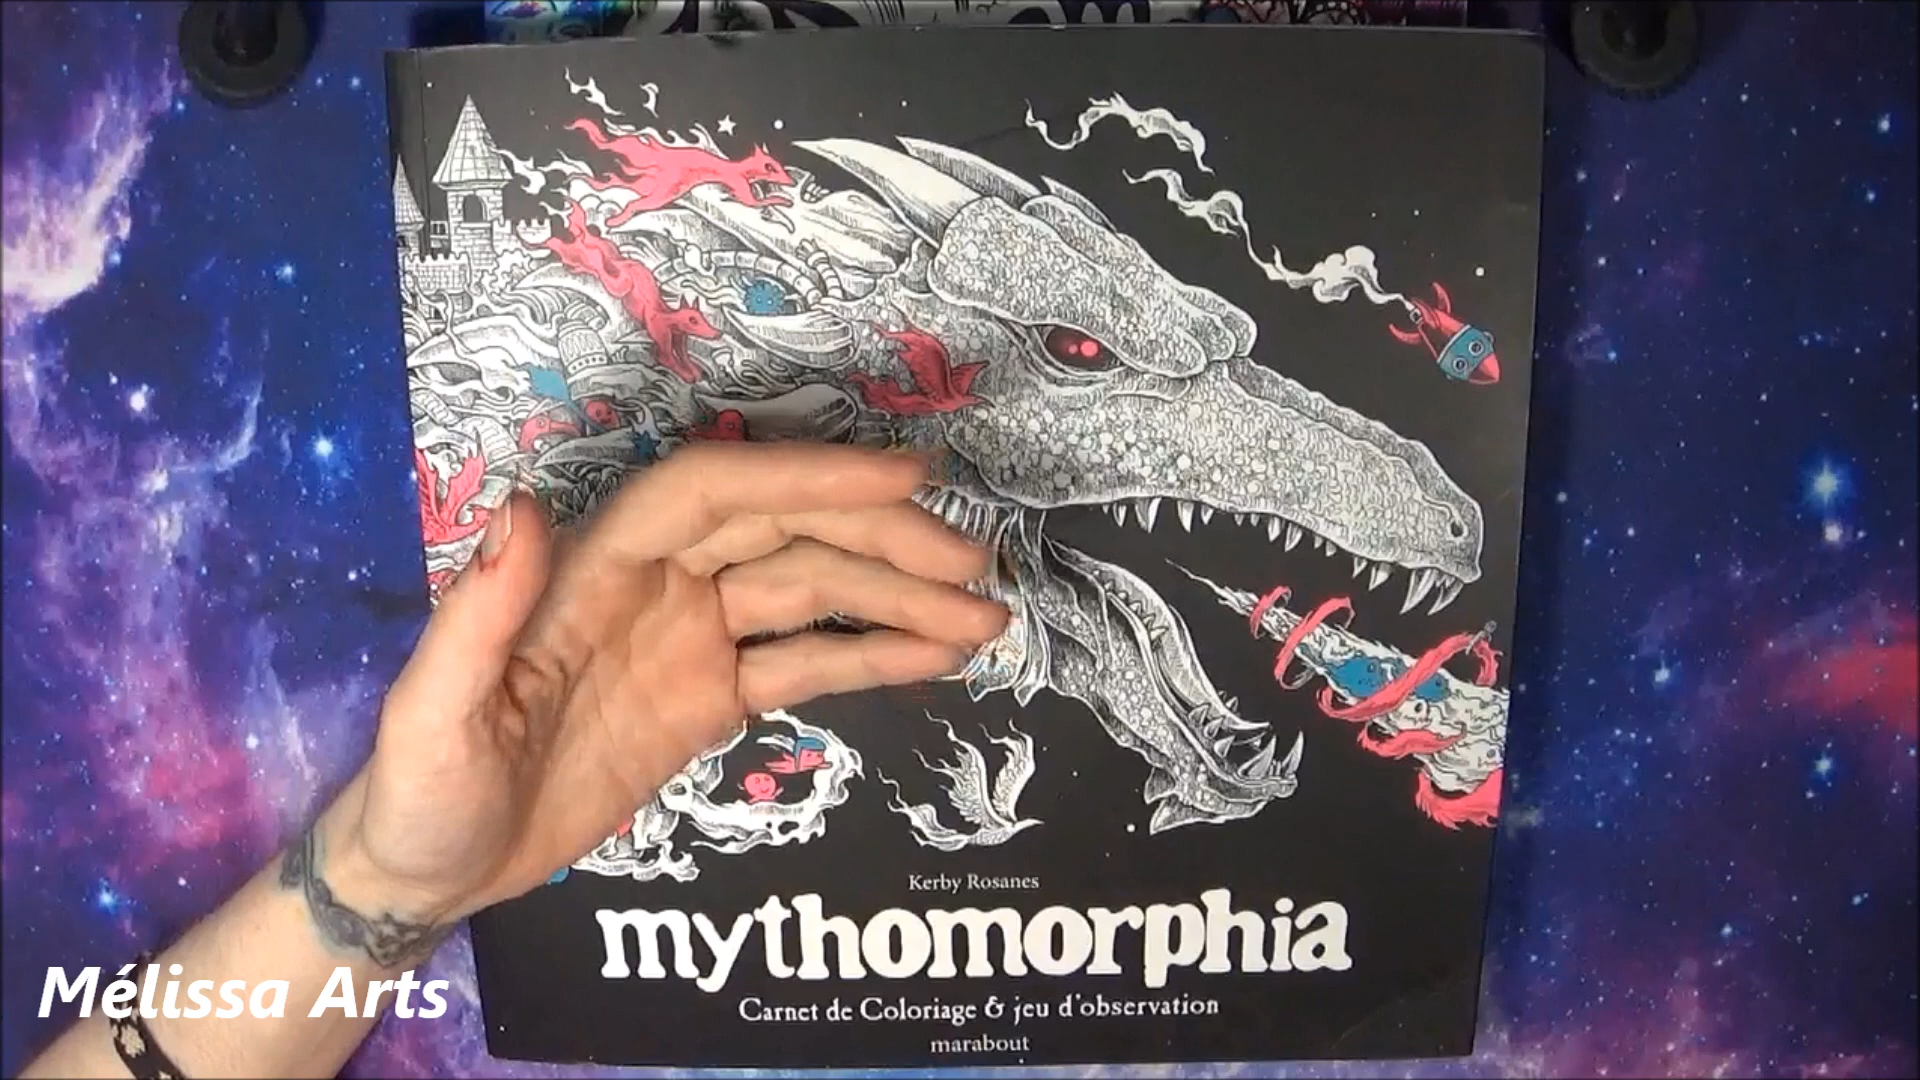 Kerby Rosanes
mythomorphia
Carnet de Coloriage & jeu d'observation
marabout
Mélissa Arts